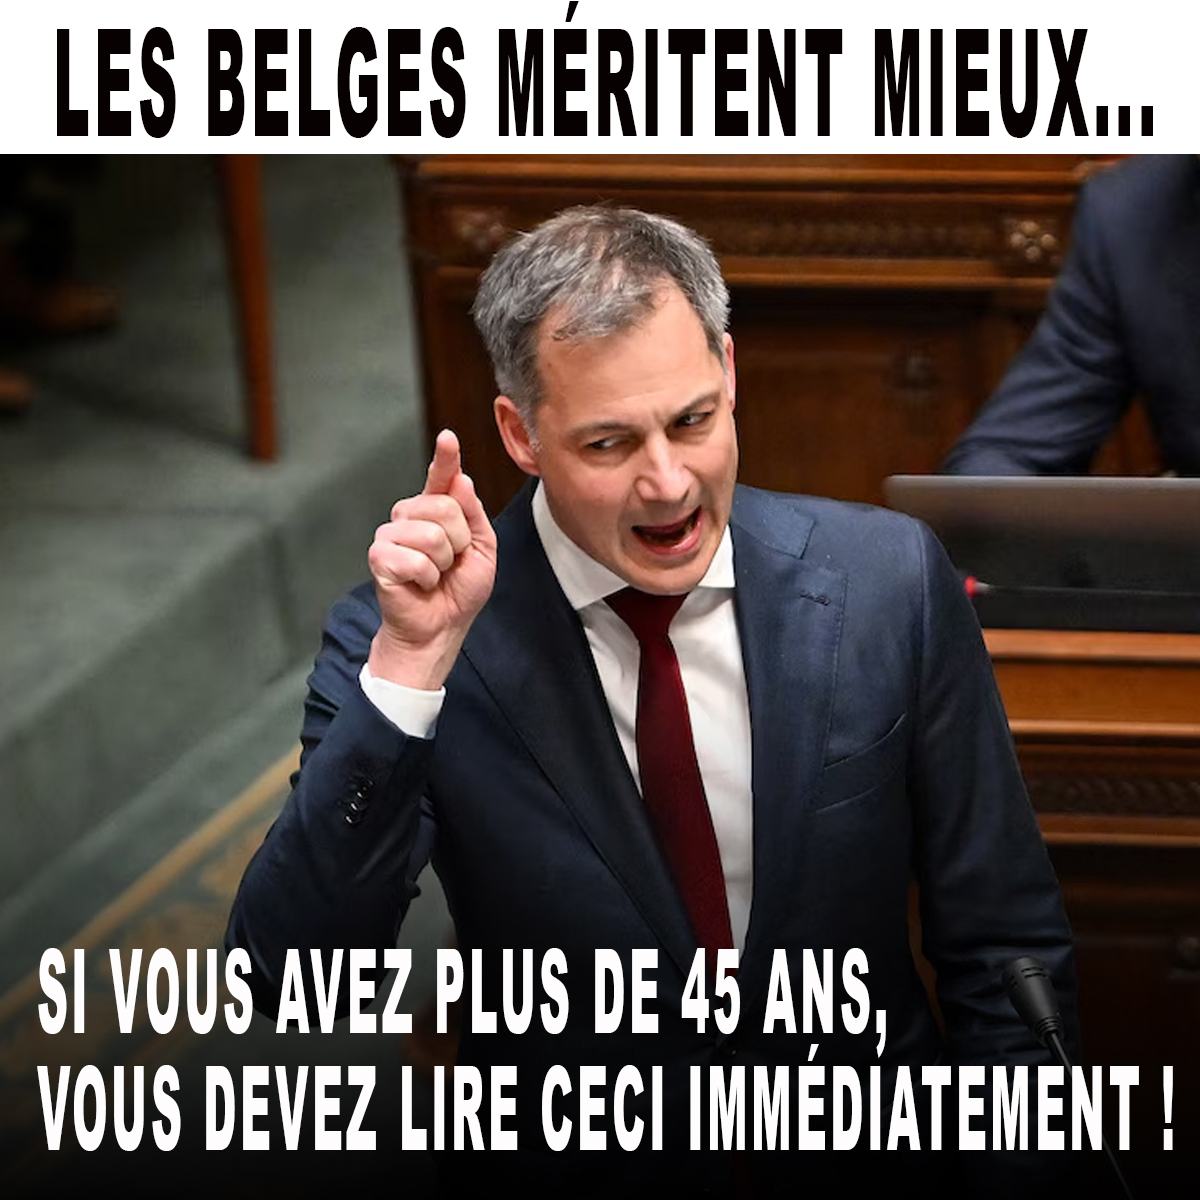 LES BELGES MÉRITENT MIEUX...
SI VOUS AVEZ PLUS DE 45 ANS,
VOUS DEVEZ LIRE CECI IMMÉDIATEMENT !